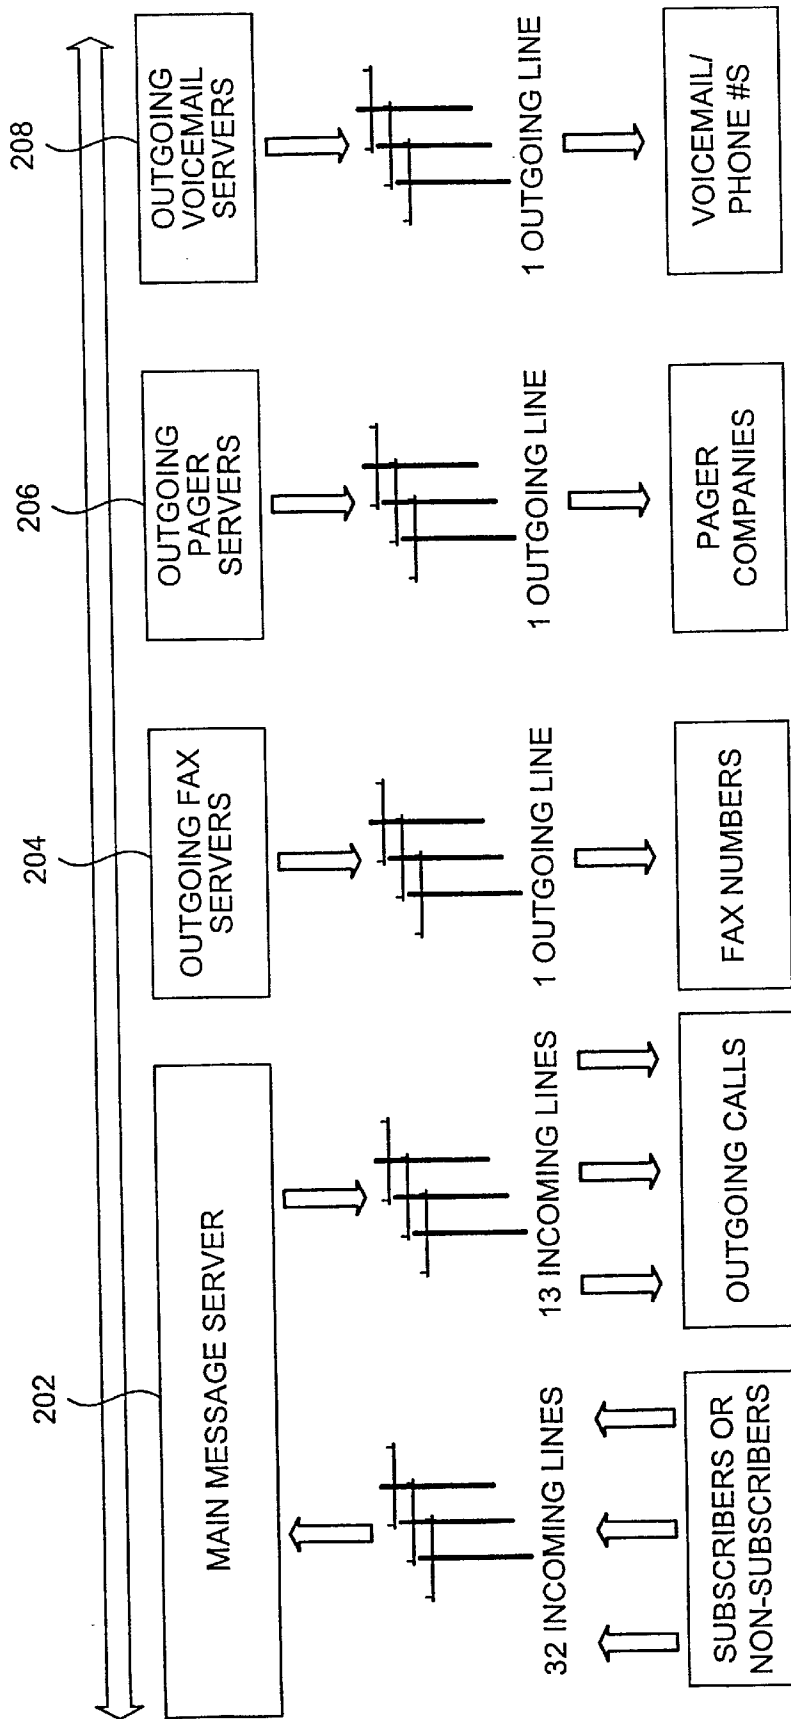 202
204
206
208
MAIN MESSAGE SERVER
OUTGOING FAX
SERVERS
OUTGOING
PAGER
SERVERS
OUTGOING
VOICEMAIL
SERVERS
32 INCOMING LINES
13 INCOMING LINES
1 OUTGOING LINE
1 OUTGOING LINE
1 OUTGOING LINE
SUBSCRIBERS OR
NON-SUBSCRIBERS
OUTGOING CALLS
FAX NUMBERS
PAGER
COMPANIES
VOICEMAIL/
PHONE #S